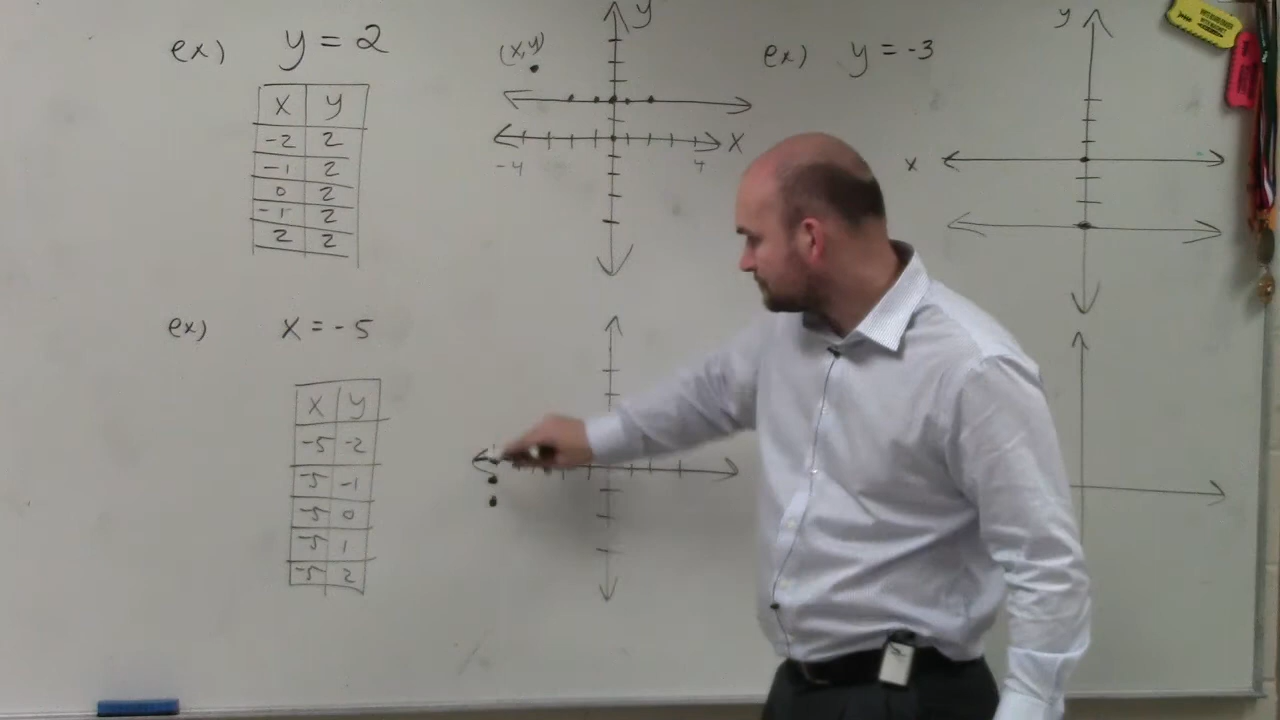 ex) y = 2
x y
-2 2
-1 2
0 2
-1 2
2 2
(x,y)
y
x
-4 4
ex) y = -3
y
x
ex) x = -5
x y
-5 -2
-5 -1
-5 0
-5 1
-5 2